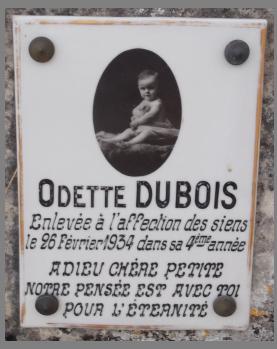 ODETTE DUBOIS
Enlevée à l'affection des siens
le 26 Février 1934 dans sa 4ème année
ADIEU CHÈRE PETITE
NOTRE PENSÉE EST AVEC TOI
POUR L'ÉTERNITÉ